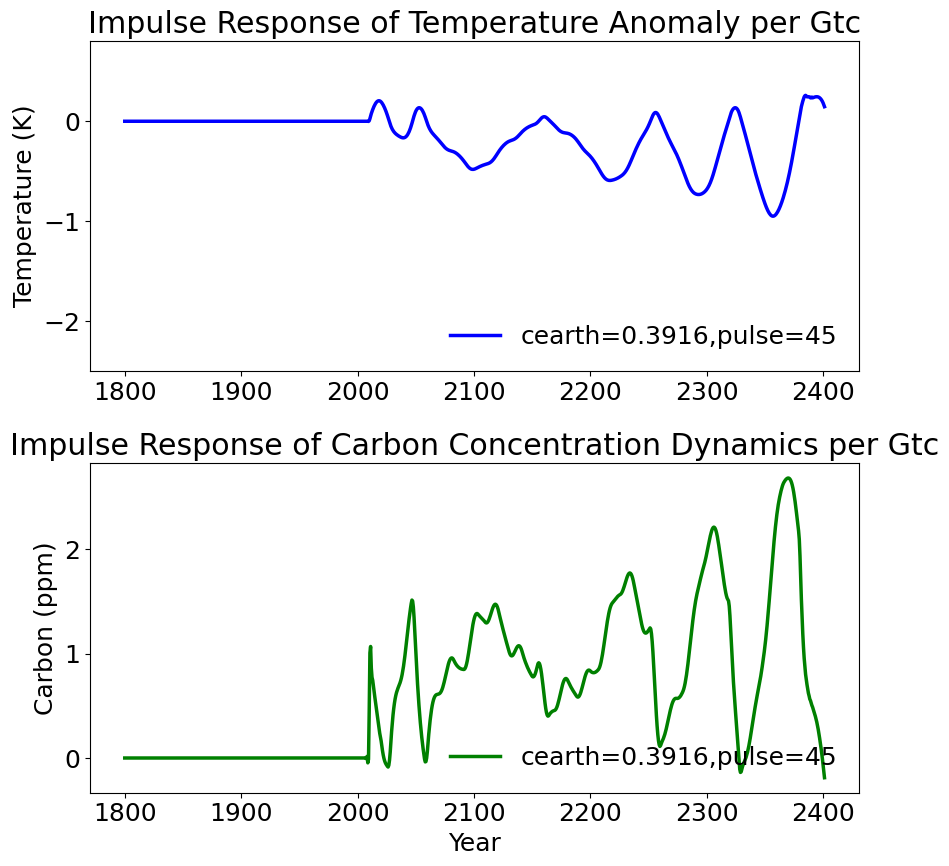 Impulse Response of Temperature Anomaly per Gtc
Temperature (K)
0
−1
−2
cearth=0.3916,pulse=45
1800 1900 2000 2100 2200 2300 2400
Impulse Response of Carbon Concentration Dynamics per Gtc
Carbon (ppm)
2
1
0
cearth=0.3916,pulse=45
1800 1900 2000 2100 2200 2300 2400
Year